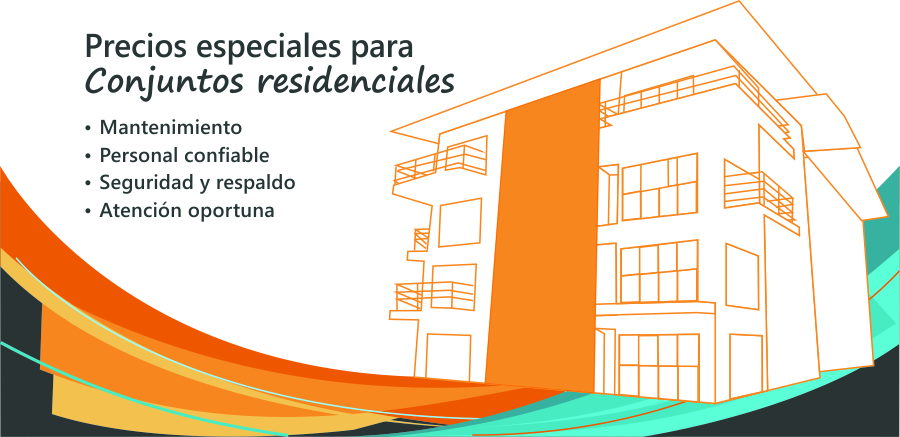 Precios especiales para
Conjuntos residenciales
• Mantenimiento
• Personal confiable
• Seguridad y respaldo
• Atención oportuna